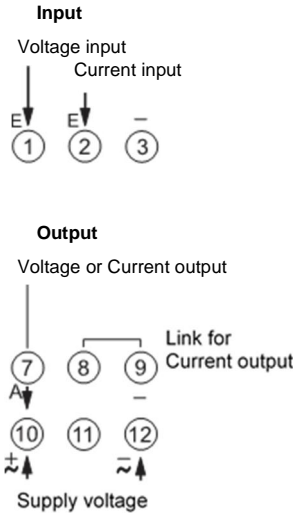 Input
Voltage input
Current input
E E –
1 2 3
Output
Voltage or Current output
Link for
Current output
7 8 9
A –
10 11 12
± ~ – ~
Supply voltage